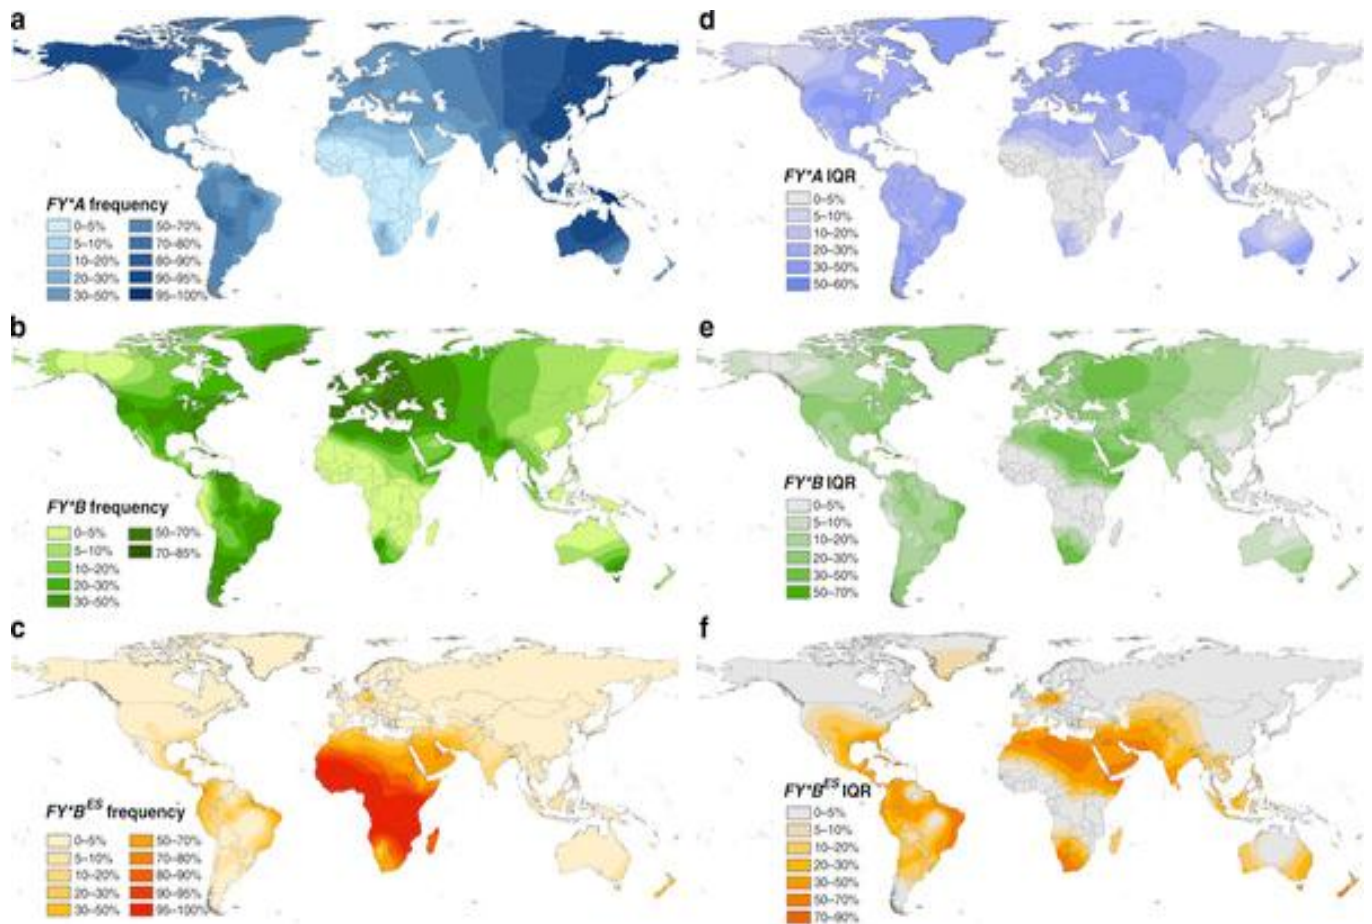 a
FY*A frequency
0–5% 50–70%
5–10% 70–80%
10–20% 80–90%
20–30% 90–95%
30–50% 95–100%
b
FY*B frequency
0–5% 50–70%
5–10% 70–85%
10–20%
20–30%
30–50%
c
FY*B^ES frequency
0–5% 50–70%
5–10% 70–80%
10–20% 80–90%
20–30% 90–95%
30–50% 95–100%
d
FY*A IQR
0–5%
5–10%
10–20%
20–30%
30–50%
50–60%
e
FY*B IQR
0–5%
5–10%
10–20%
20–30%
30–50%
50–70%
f
FY*B^ES IQR
0–5%
5–10%
10–20%
20–30%
30–50%
50–70%
70–90%